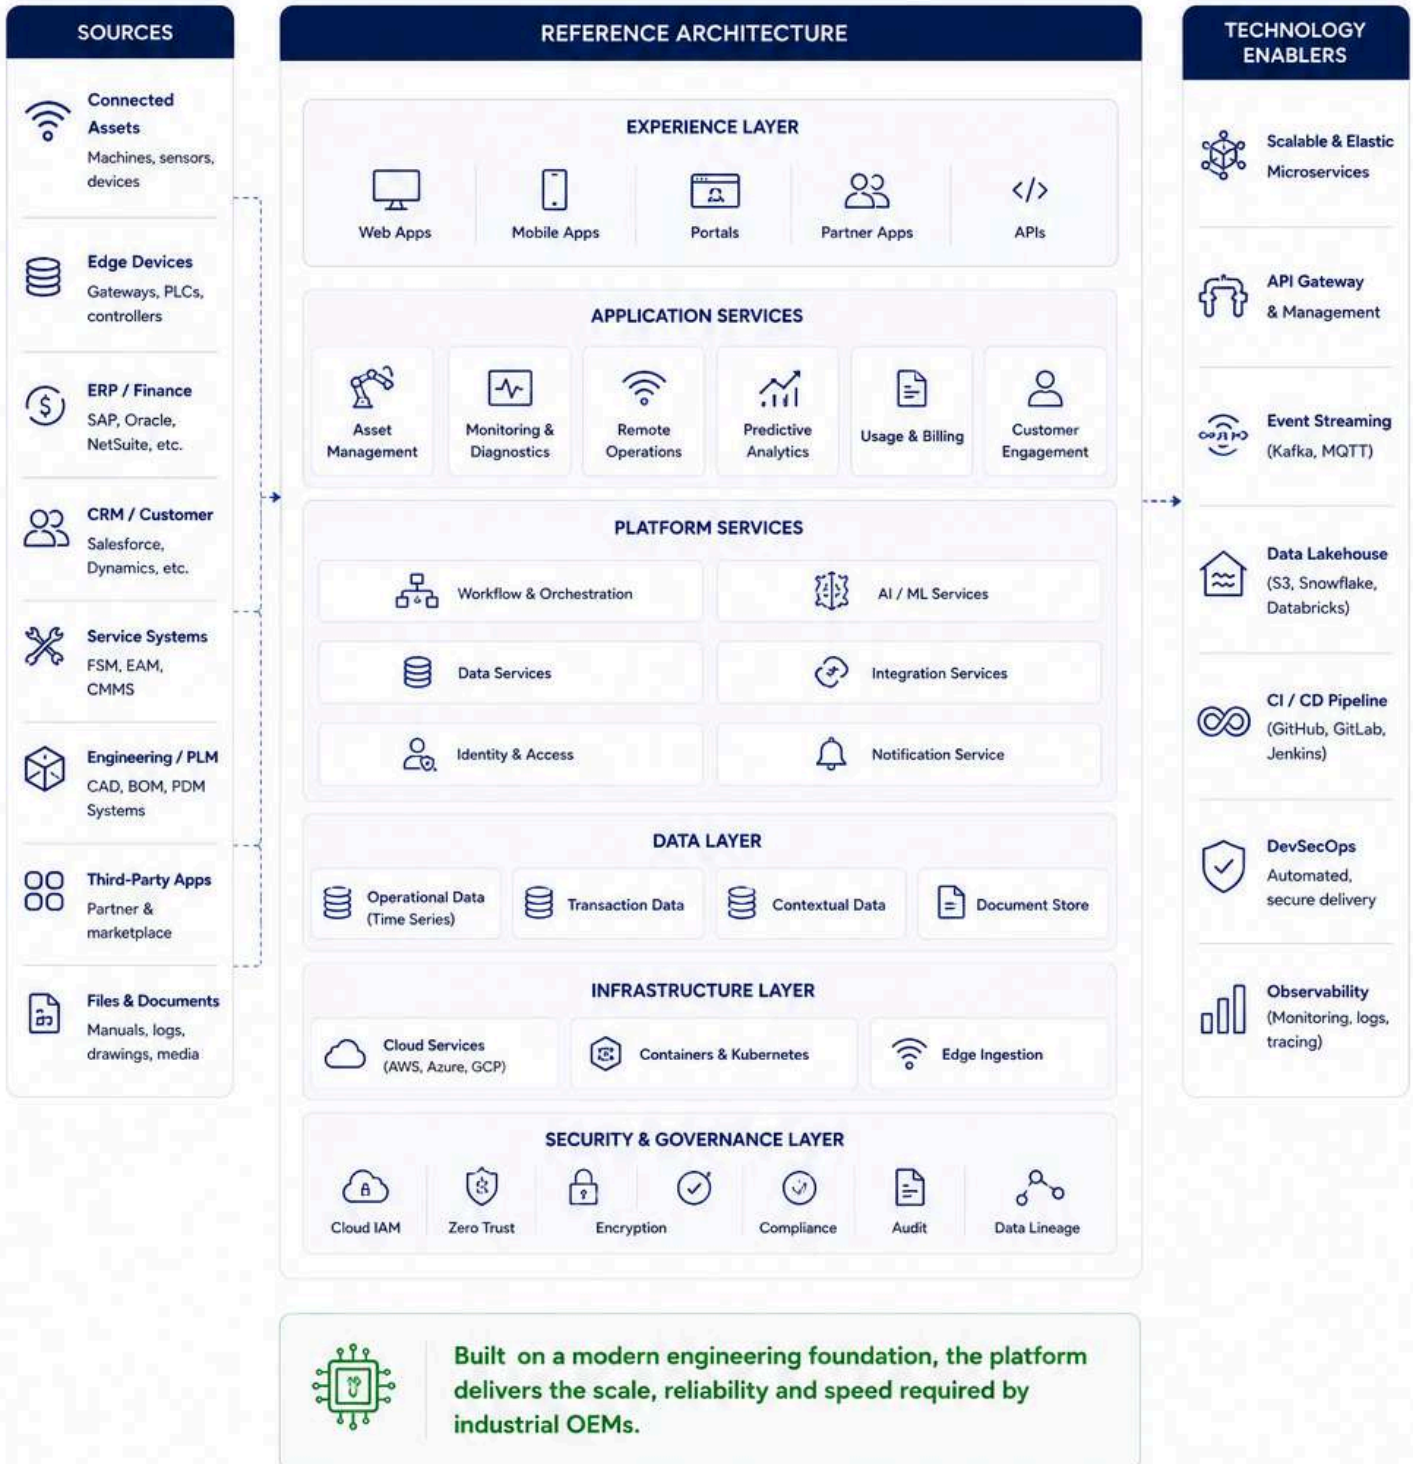 SOURCES
Connected
Assets
Machines, sensors,
devices
Edge Devices
Gateways, PLCs,
controllers
ERP / Finance
SAP, Oracle,
NetSuite, etc.
CRM / Customer
Salesforce,
Dynamics, etc.
Service Systems
FSM, EAM,
CMMS
Engineering / PLM
CAD, BOM, PDM
Systems
Third-Party Apps
Partner &
marketplace
Files & Documents
Manuals, logs,
drawings, media
REFERENCE ARCHITECTURE
EXPERIENCE LAYER
Web Apps
Mobile Apps
Portals
Partner Apps
</>
APIs
APPLICATION SERVICES
Asset
Management
Monitoring &
Diagnostics
Remote
Operations
Predictive
Analytics
Usage & Billing
Customer
Engagement
PLATFORM SERVICES
Workflow & Orchestration
AI / ML Services
Data Services
Integration Services
Identity & Access
Notification Service
DATA LAYER
Operational Data
(Time Series)
Transaction Data
Contextual Data
Document Store
INFRASTRUCTURE LAYER
Cloud Services
(AWS, Azure, GCP)
Containers & Kubernetes
Edge Ingestion
SECURITY & GOVERNANCE LAYER
Cloud IAM
Zero Trust
Encryption
Compliance
Audit
Data Lineage
Built on a modern engineering foundation, the platform
delivers the scale, reliability and speed required by
industrial OEMs.
TECHNOLOGY
ENABLERS
Scalable & Elastic
Microservices
API Gateway
& Management
Event Streaming
(Kafka, MQTT)
Data Lakehouse
(S3, Snowflake,
Databricks)
CI / CD Pipeline
(GitHub, GitLab,
Jenkins)
DevSecOps
Automated,
secure delivery
Observability
(Monitoring, logs,
tracing)